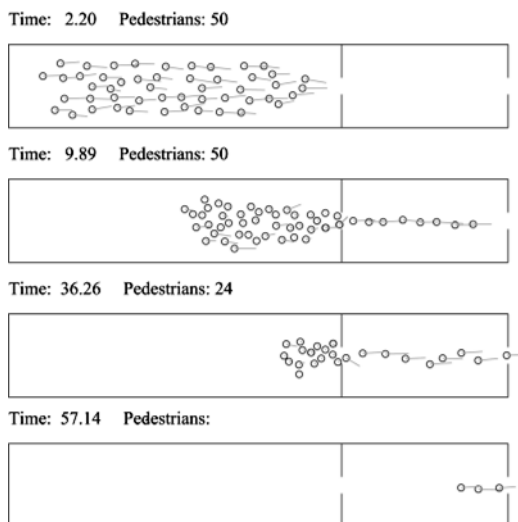 Time: 2.20 Pedestrians: 50
Time: 9.89 Pedestrians: 50
Time: 36.26 Pedestrians: 24
Time: 57.14 Pedestrians: